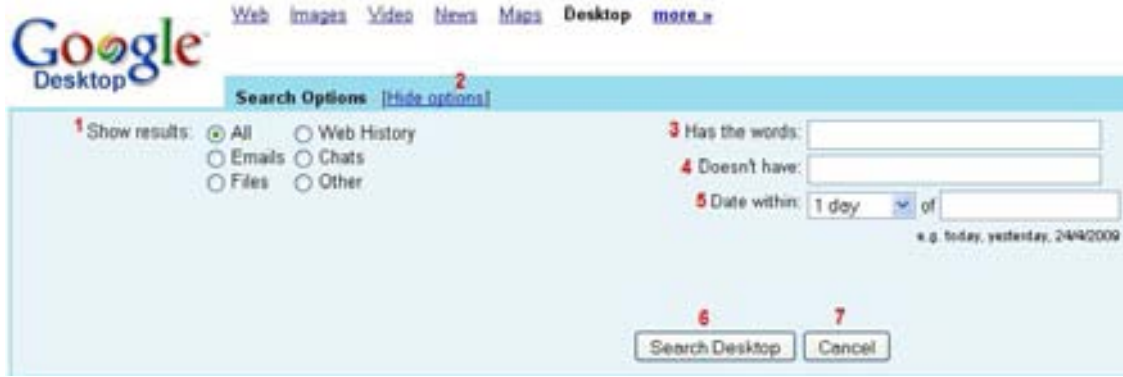 Web Images Video News Maps Desktop more »
Google
Desktop
2
Search Options [Hide options]
1 Show results: All Web History
Emails Chats
Files Other
3 Has the words:
4 Doesn't have:
5 Date within: 1 day of
e.g. today, yesterday, 24/4/2009
6 7
Search Desktop Cancel